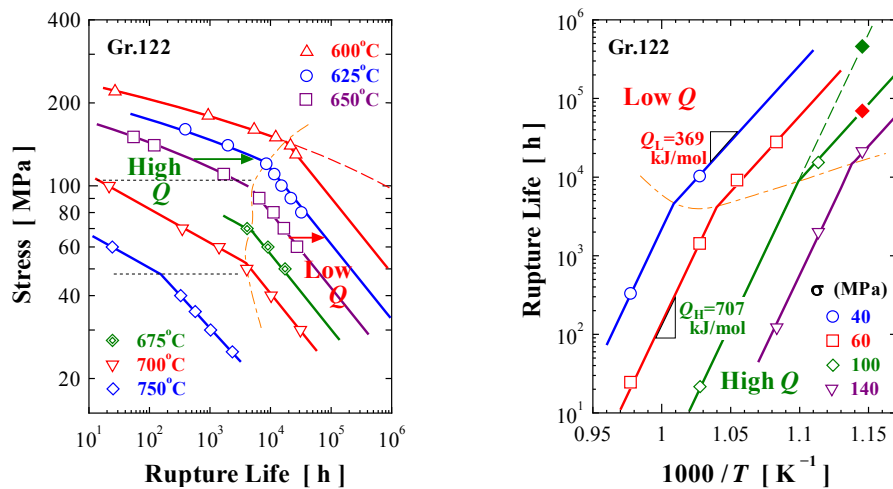 Gr.122
600°C
625°C
650°C
High
Q
Low
Q
675°C
700°C
750°C
400
200
100
80
60
40
20
Stress [ MPa]
10^1 10^2 10^3 10^4 10^5 10^6
Rupture Life [ h ]
Gr.122
Low Q
Q_L=369
kJ/mol
Q_H=707
kJ/mol
High Q
σ (MPa)
40
60
100
140
10^6
10^5
10^4
10^3
10^2
10^1
Rupture Life [ h ]
0.95 1 1.05 1.1 1.15
1000 / T [ K^−1 ]